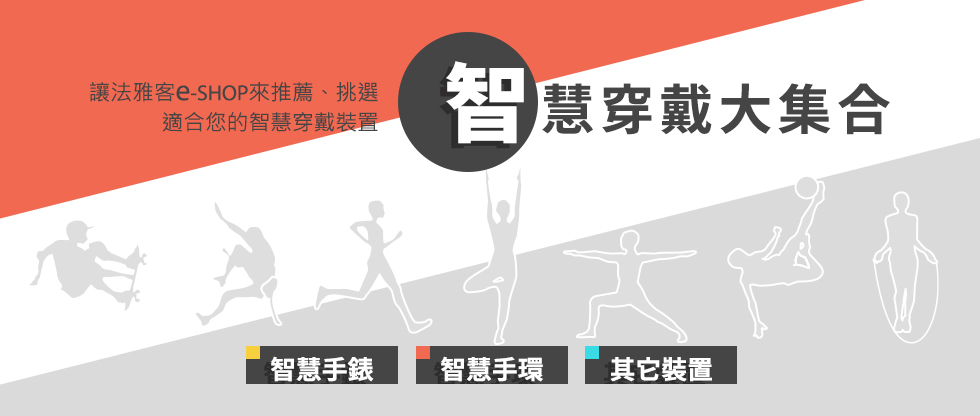 讓法雅客e-SHOP來推薦、挑選
適合您的智慧穿戴裝置
智慧穿戴大集合
智慧手錶
智慧手環
其它裝置